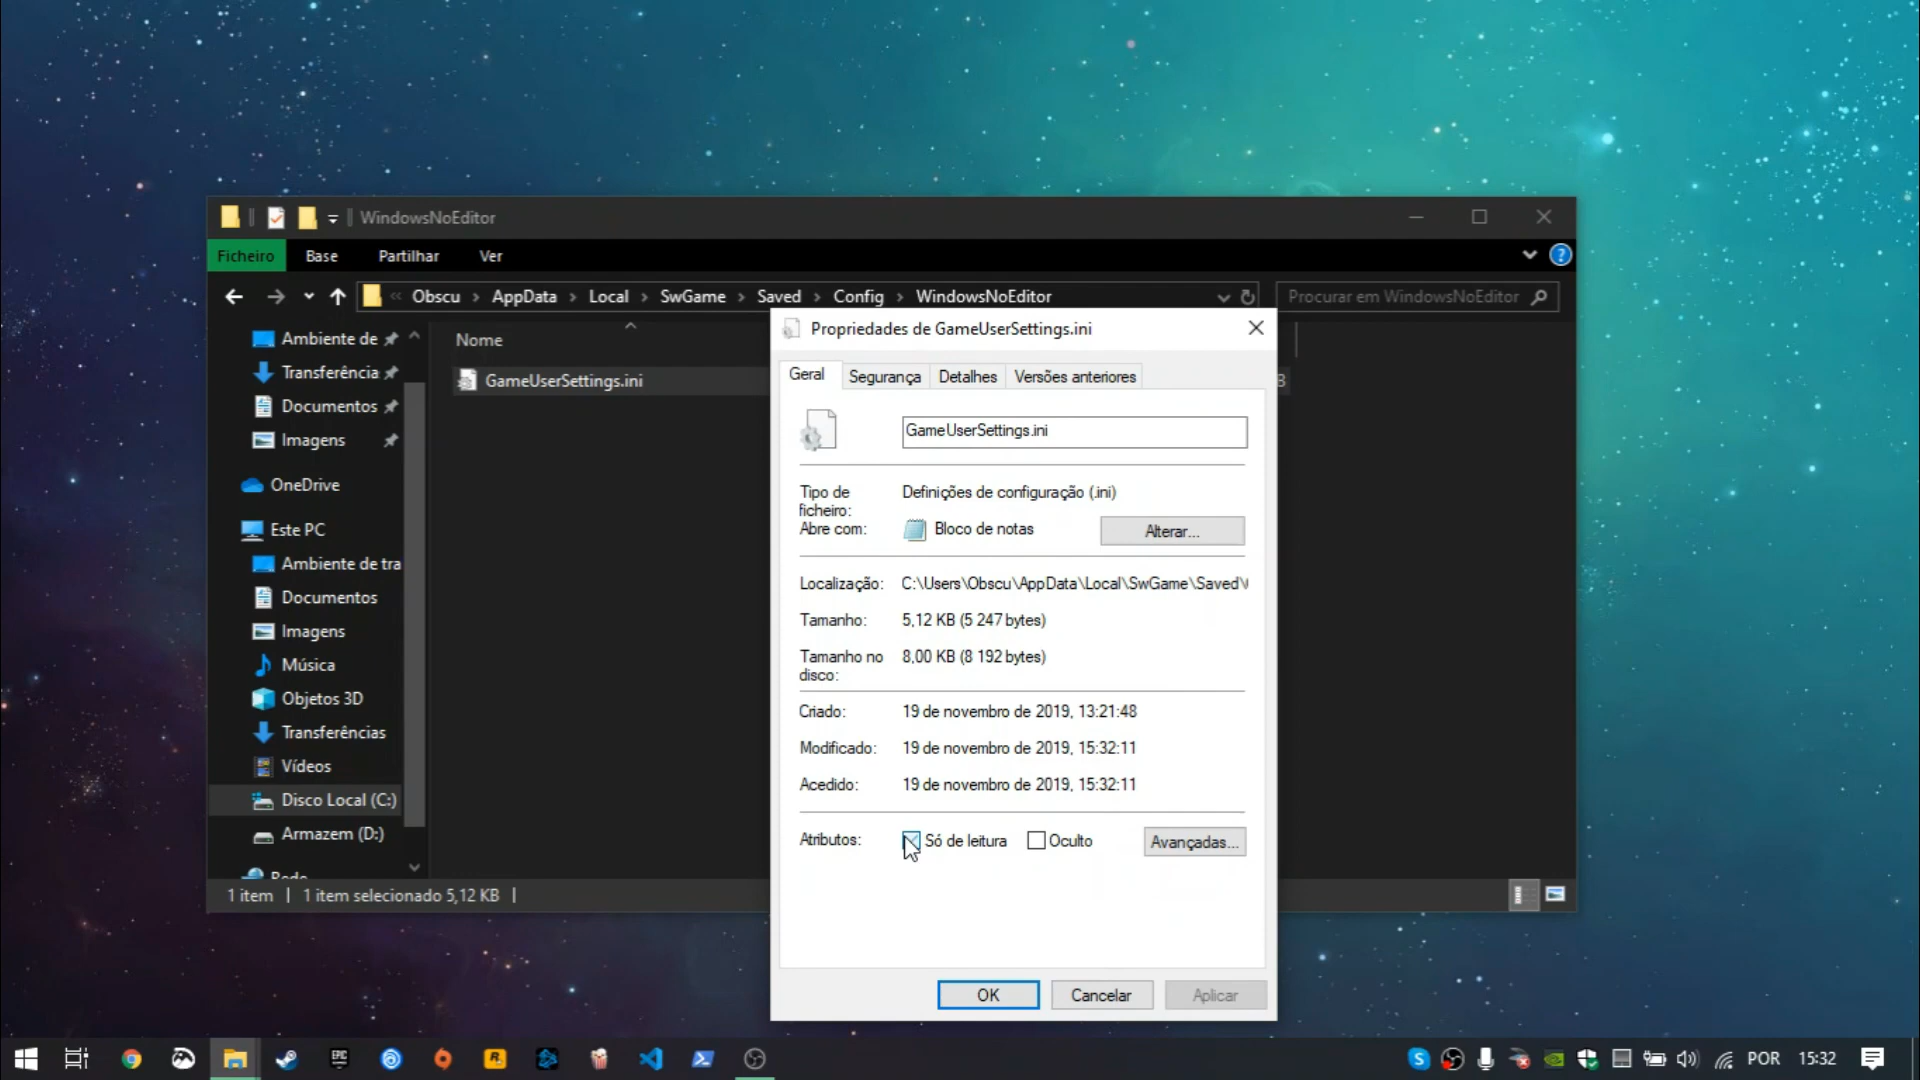 WindowsNoEditor
Ficheiro Base Partilhar Ver
« Obscu › AppData › Local › SwGame › Saved › Config › WindowsNoEditor
Procurar em WindowsNoEditor
Ambiente de
Transferência
Documentos
Imagens
OneDrive
Este PC
Ambiente de tra
Documentos
Imagens
Música
Objetos 3D
Transferências
Vídeos
Disco Local (C:)
Armazem (D:)
Rede
Nome
GameUserSettings.ini
1 item | 1 item selecionado 5,12 KB |
Propriedades de GameUserSettings.ini
Geral Segurança Detalhes Versões anteriores
GameUserSettings.ini
Tipo de ficheiro: Definições de configuração (.ini)
Abre com: Bloco de notas Alterar...
Localização: C:\Users\Obscu\AppData\Local\SwGame\Saved\
Tamanho: 5,12 KB (5 247 bytes)
Tamanho no disco: 8,00 KB (8 192 bytes)
Criado: 19 de novembro de 2019, 13:21:48
Modificado: 19 de novembro de 2019, 15:32:11
Acedido: 19 de novembro de 2019, 15:32:11
Atributos: Só de leitura Oculto Avançadas...
OK Cancelar Aplicar
EPIC
R
S
POR 15:32